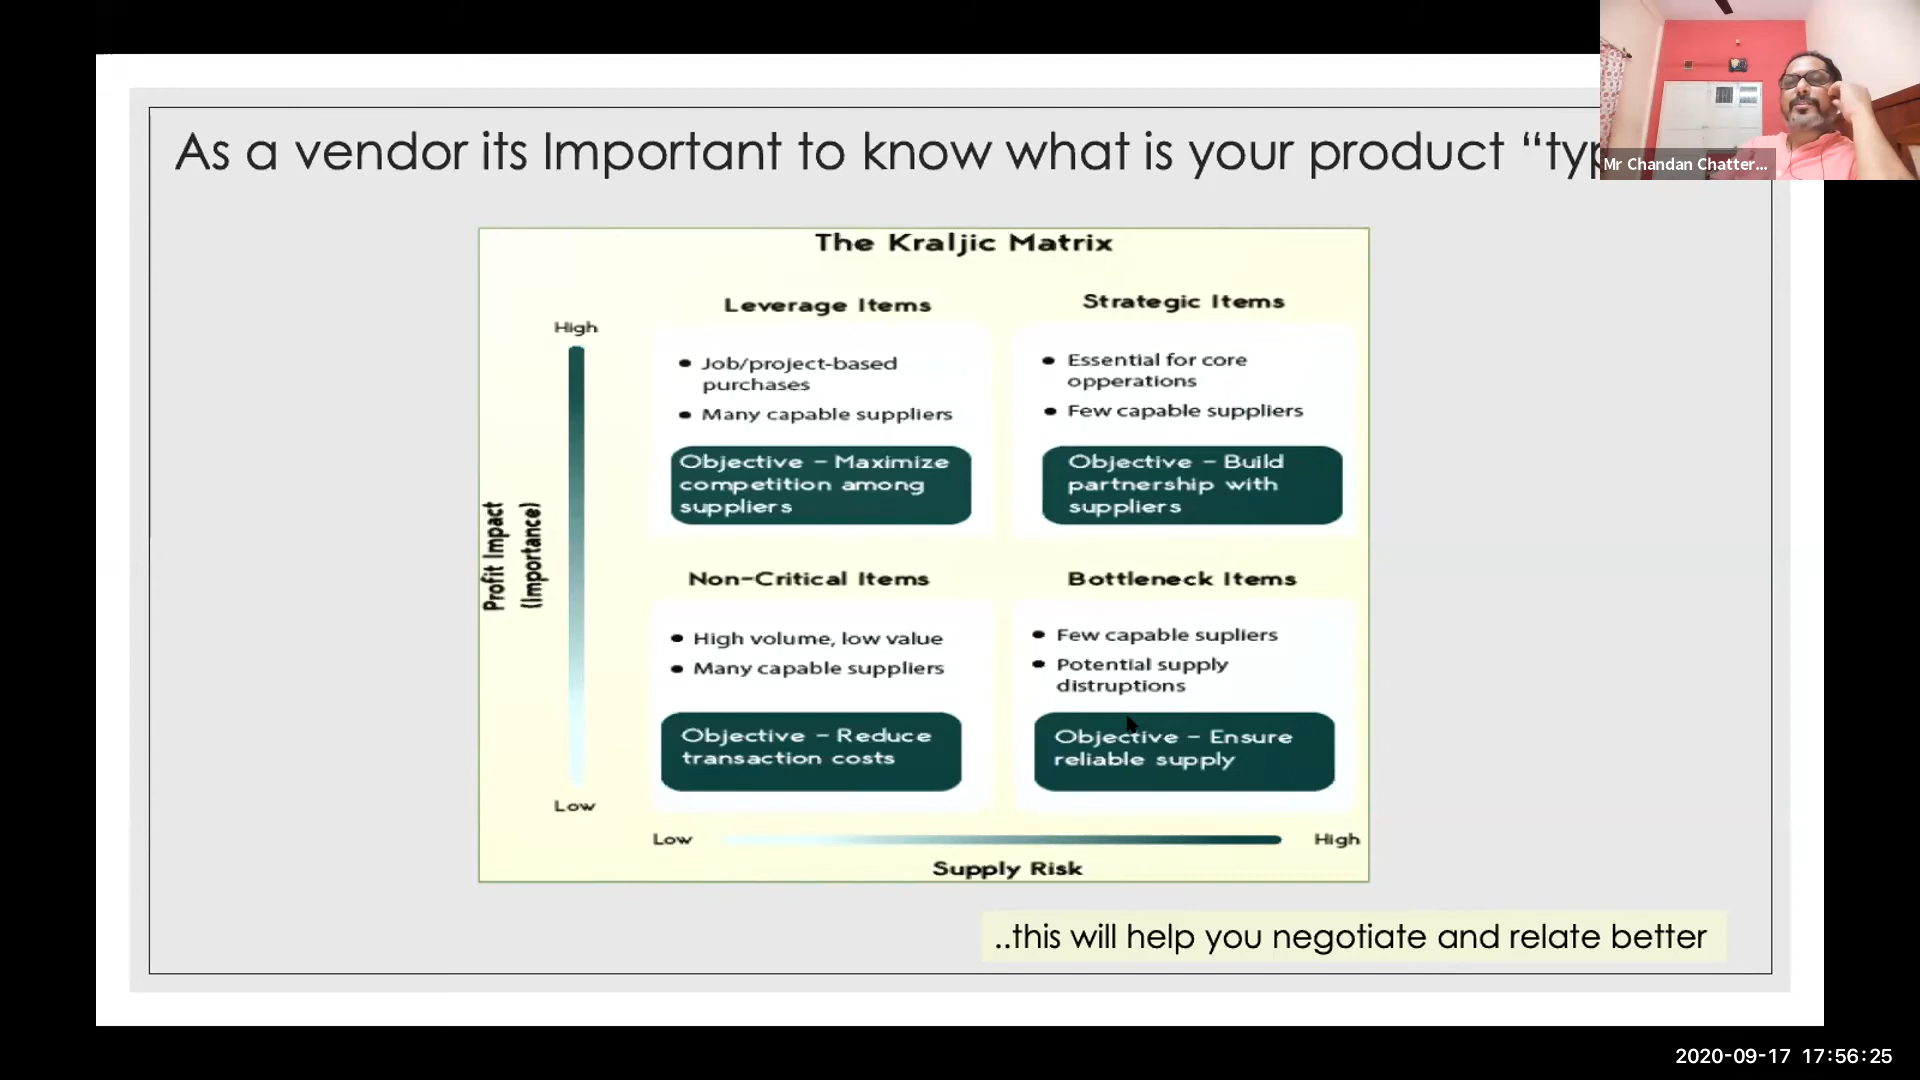 As a vendor its Important to know what is your product “typ
Mr Chandan Chatter...
The Kraljic Matrix
Leverage Items
High
Job/project-based
purchases
Many capable suppliers
Objective – Maximize
competition among
suppliers
Strategic Items
Essential for core
opperations
Few capable suppliers
Objective – Build
partnership with
suppliers
Profit Impact
(Importance)
Non-Critical Items
High volume, low value
Many capable suppliers
Objective – Reduce
transaction costs
Bottleneck Items
Few capable supliers
Potential supply
distruptions
Objective – Ensure
reliable supply
Low
Low
High
Supply Risk
..this will help you negotiate and relate better
2020-09-17 17:56:25